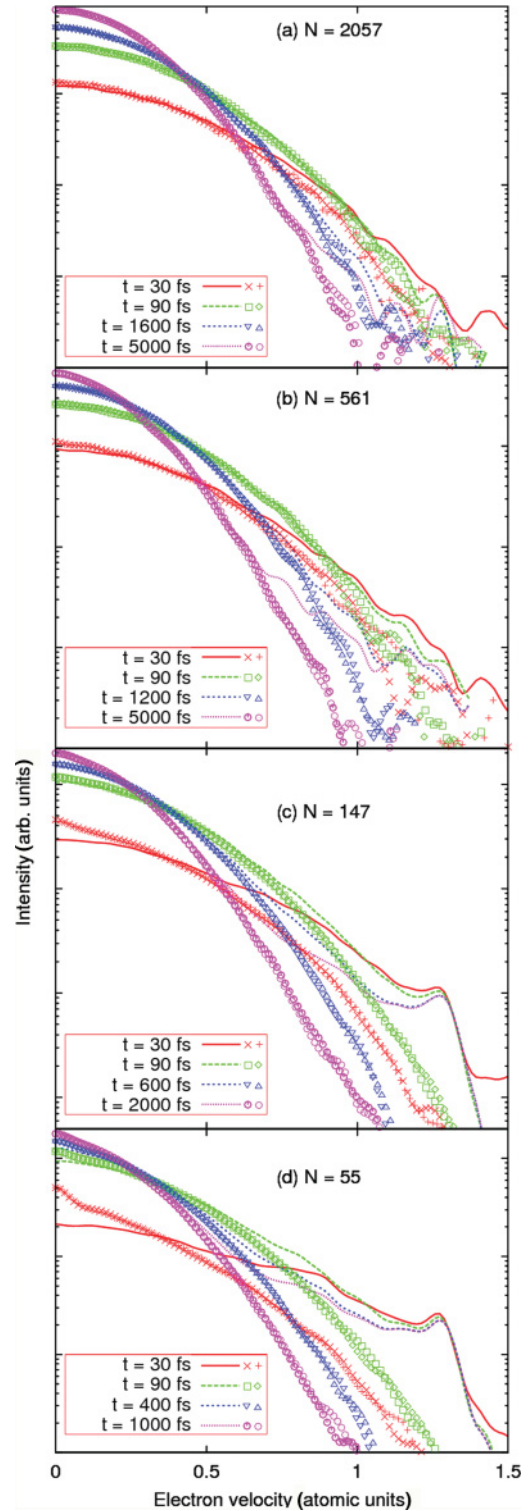 (a) N = 2057
t = 30 fs
t = 90 fs
t = 1600 fs
t = 5000 fs
(b) N = 561
t = 30 fs
t = 90 fs
t = 1200 fs
t = 5000 fs
Intensity (arb. units)
(c) N = 147
t = 30 fs
t = 90 fs
t = 600 fs
t = 2000 fs
(d) N = 55
t = 30 fs
t = 90 fs
t = 400 fs
t = 1000 fs
0 0.5 1 1.5
Electron velocity (atomic units)